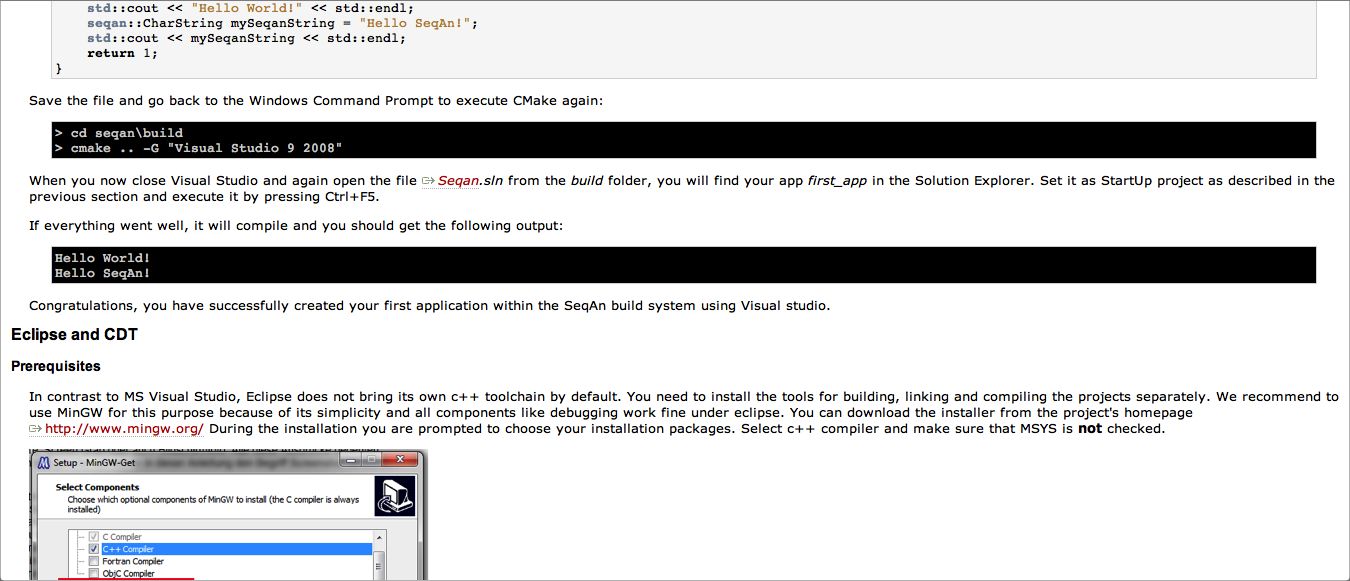 std::cout << "Hello World!" << std::endl;
seqan::CharString mySeqanString = "Hello SeqAn!";
std::cout << mySeqanString << std::endl;
return 1;
}
Save the file and go back to the Windows Command Prompt to execute CMake again:
> cd seqan\build
> cmake .. -G "Visual Studio 9 2008"
When you now close Visual Studio and again open the file Seqan.sln from the build folder, you will find your app first_app in the Solution Explorer. Set it as StartUp project as described in the
previous section and execute it by pressing Ctrl+F5.
If everything went well, it will compile and you should get the following output:
Hello World!
Hello SeqAn!
Congratulations, you have successfully created your first application within the SeqAn build system using Visual studio.
Eclipse and CDT
Prerequisites
In contrast to MS Visual Studio, Eclipse does not bring its own c++ toolchain by default. You need to install the tools for building, linking and compiling the projects separately. We recommend to
use MinGW for this purpose because of its simplicity and all components like debugging work fine under eclipse. You can download the installer from the project's homepage
http://www.mingw.org/ During the installation you are prompted to choose your installation packages. Select c++ compiler and make sure that MSYS is not checked.
Setup - MinGW-Get
Select Components
Choose which optional components of MinGW to install (the C compiler is always
installed)
C Compiler
C++ Compiler
Fortran Compiler
ObjC Compiler